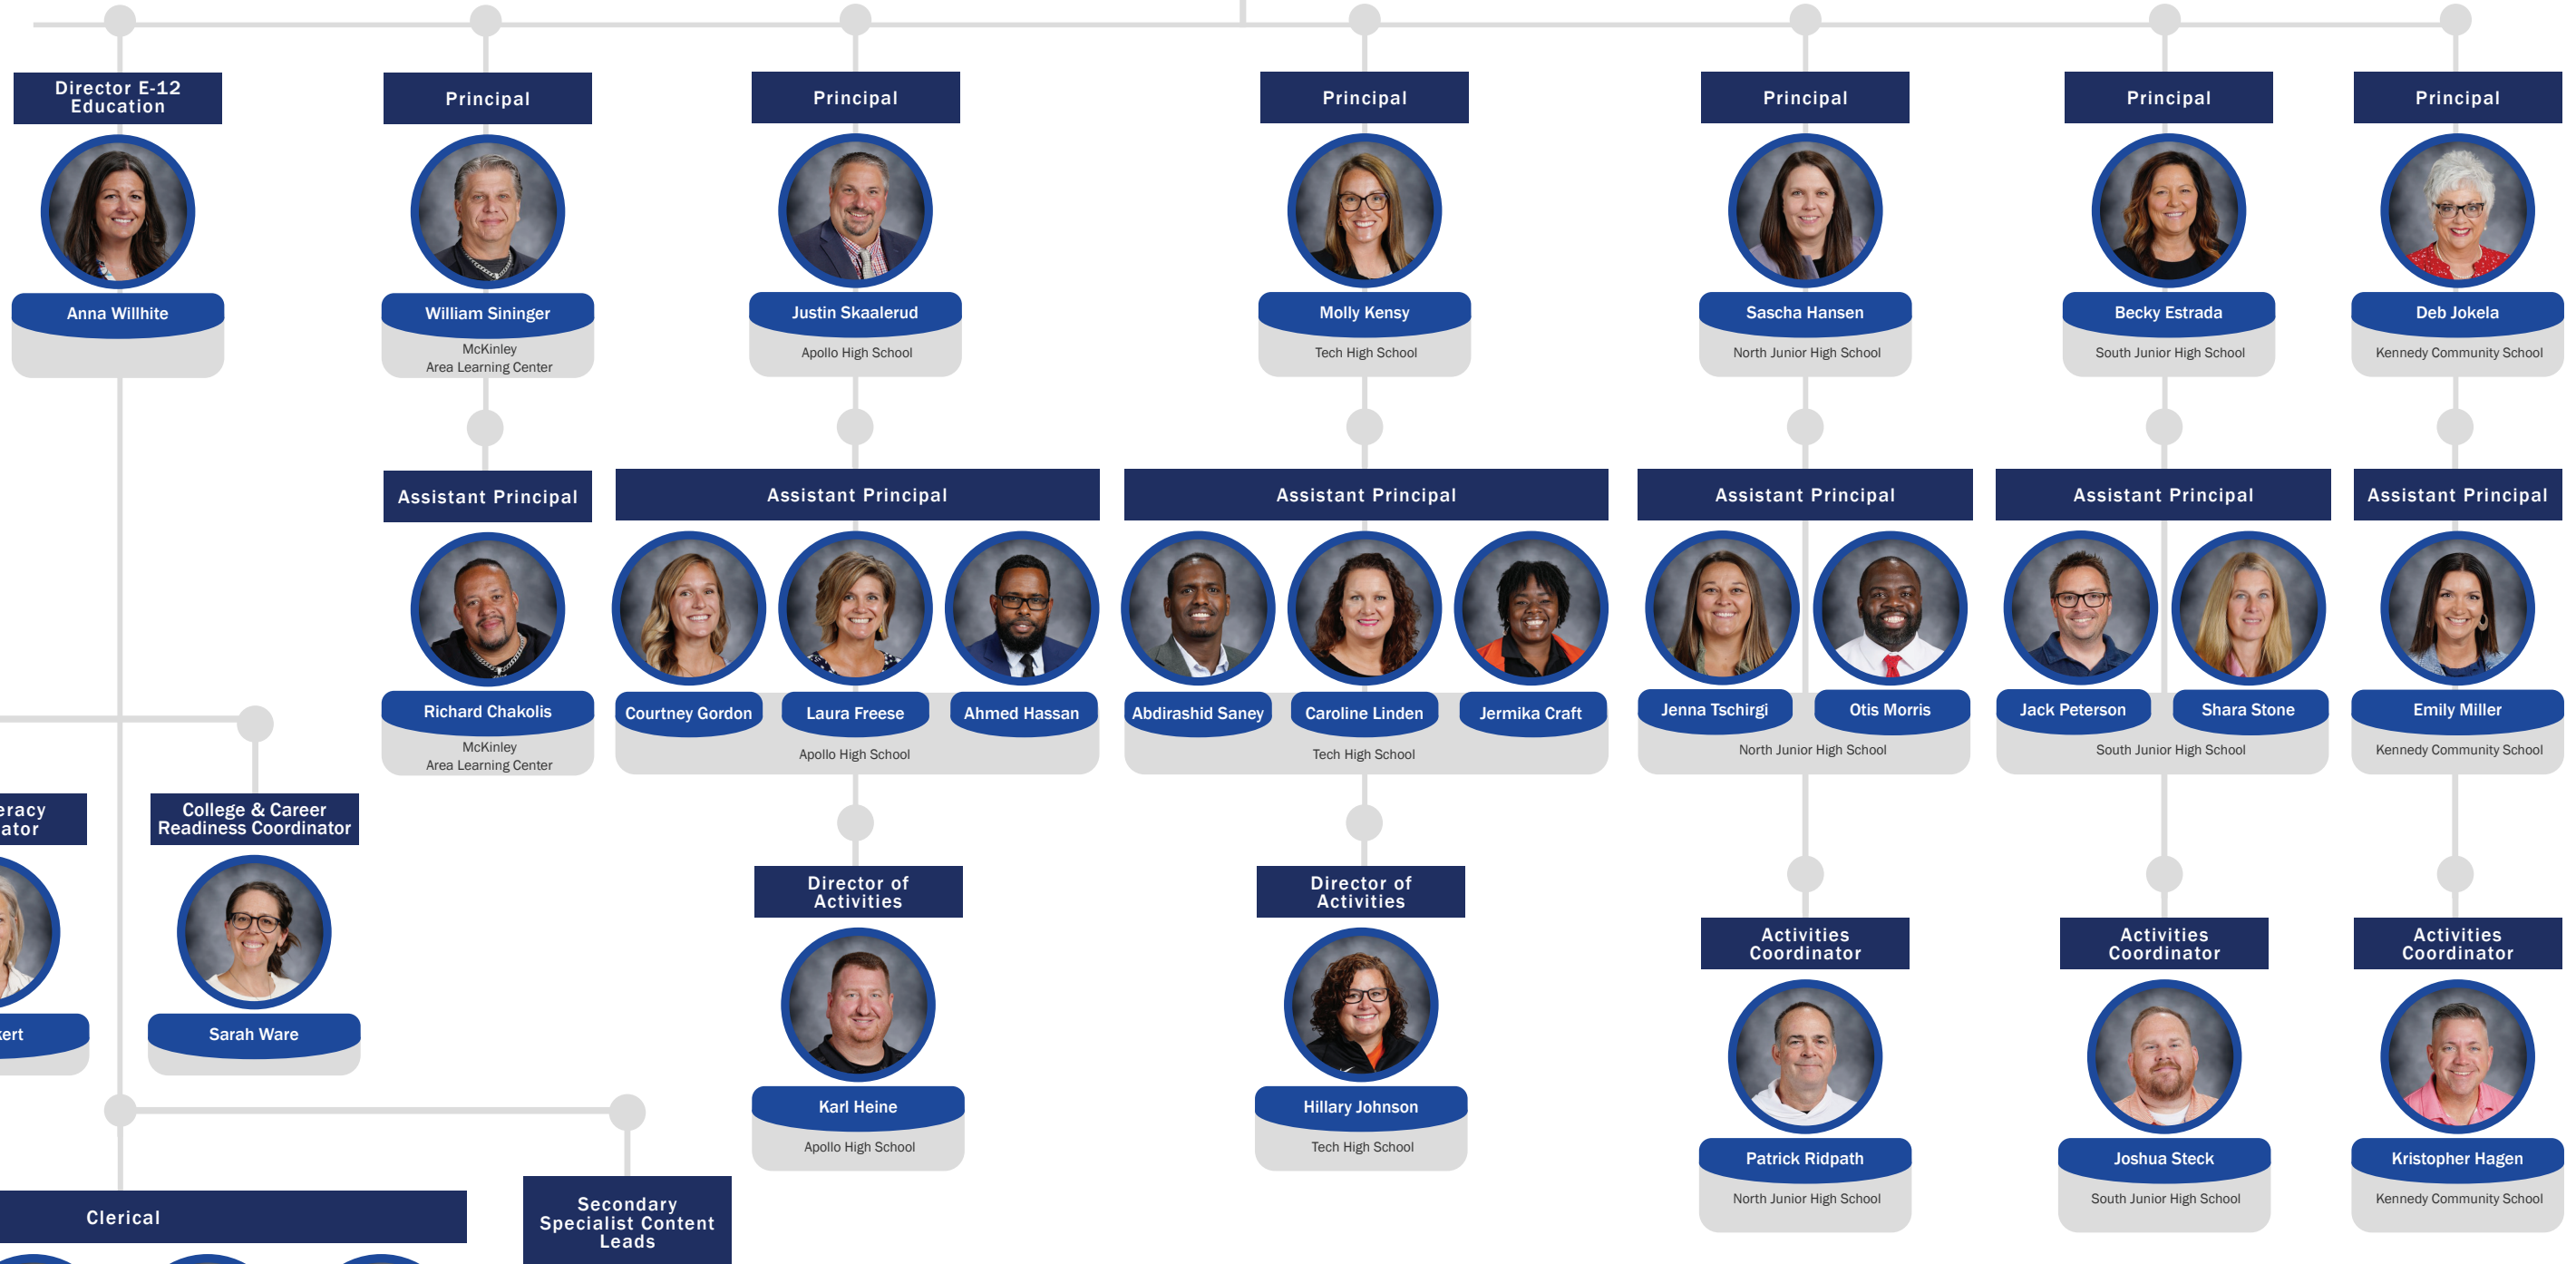 Director E-12
Education
Principal
Principal
Principal
Principal
Principal
Principal
Anna Willhite
William Sininger
McKinley
Area Learning Center
Justin Skaalerud
Apollo High School
Molly Kensy
Tech High School
Sascha Hansen
North Junior High School
Becky Estrada
South Junior High School
Deb Jokela
Kennedy Community School
Assistant Principal
Assistant Principal
Assistant Principal
Assistant Principal
Assistant Principal
Assistant Principal
Richard Chakolis
McKinley
Area Learning Center
Courtney Gordon
Laura Freese
Ahmed Hassan
Apollo High School
Abdirashid Saney
Caroline Linden
Jermika Craft
Tech High School
Jenna Tschirgi
Otis Morris
North Junior High School
Jack Peterson
Shara Stone
South Junior High School
Emily Miller
Kennedy Community School
College & Career
Readiness Coordinator
Sarah Ware
Director of
Activities
Karl Heine
Apollo High School
Director of
Activities
Hillary Johnson
Tech High School
Activities
Coordinator
Patrick Ridpath
North Junior High School
Activities
Coordinator
Joshua Steck
South Junior High School
Activities
Coordinator
Kristopher Hagen
Kennedy Community School
Clerical
Secondary
Specialist Content
Leads